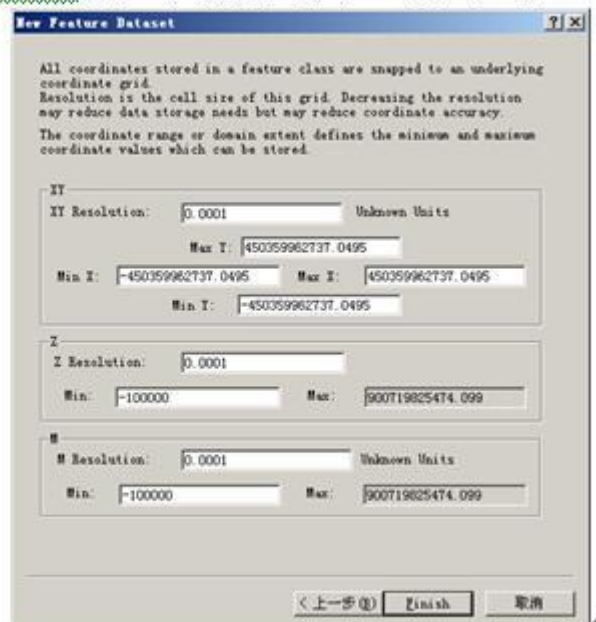 New Feature Dataset
All coordinates stored in a feature class are snapped to an underlying
coordinate grid.
Resolution is the cell size of this grid. Decreasing the resolution
may reduce data storage needs but may reduce coordinate accuracy.
The coordinate range or domain extent defines the minimum and maximum
coordinate values which can be stored.
XY
XY Resolution: 0.0001 Unknown Units
Max Y: 450359962737.0495
Min X: -450359962737.0495 Max X: 450359962737.0495
Min Y: -450359962737.0495
Z
Z Resolution: 0.0001
Min: -100000 Max: 900719825474.099
M
M Resolution: 0.0001 Unknown Units
Min: -100000 Max: 900719825474.099
< 上一步(B) Finish 取消